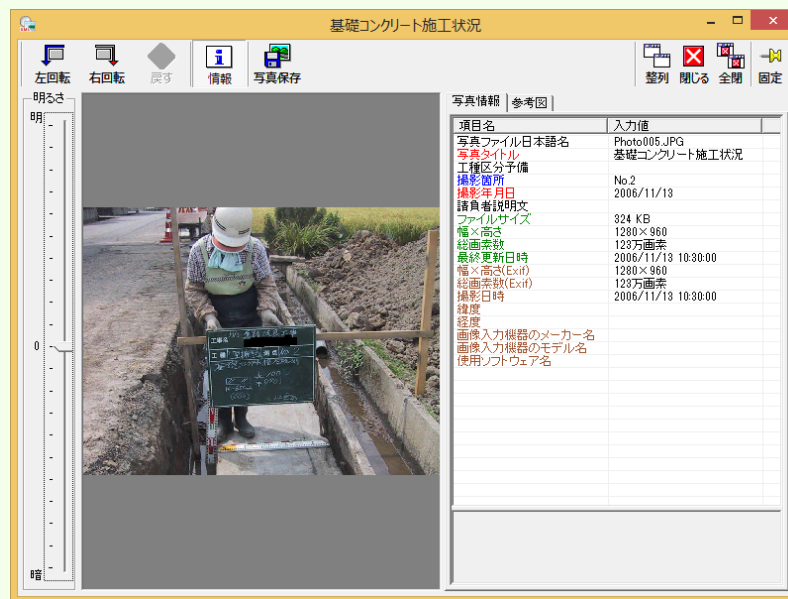 基礎コンクリート施工状況
左回転 右回転 戻す 情報 写真保存 整列 閉じる 全閉 固定
明るさ
明
0
暗
写真情報 参考図
項目名 入力値
写真ファイル日本語名 Photo005.JPG
写真タイトル 基礎コンクリート施工状況
工種区分予備
撮影箇所 No.2
撮影年月日 2006/11/13
請負者説明文
ファイルサイズ 324 KB
幅×高さ 1280×960
総画素数 123万画素
最終更新日時 2006/11/13 10:30:00
幅×高さ(Exif) 1280×960
総画素数(Exif) 123万画素
撮影日時 2006/11/13 10:30:00
緯度
経度
画像入力機器のメーカー名
画像入力機器のモデル名
使用ソフトウェア名
工事名
工種